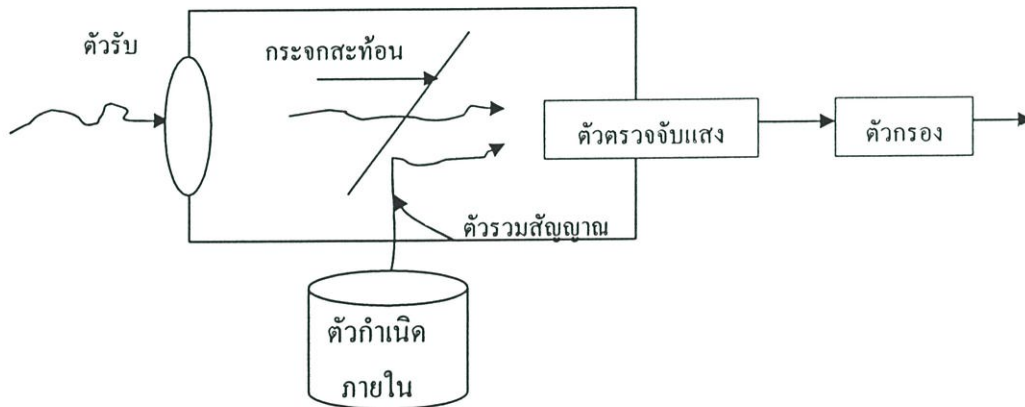 ตัวรับ
กระจกสะท้อน
ตัวตรวจจับแสง
ตัวกรอง
ตัวรวมสัญญาณ
ตัวกำเนิด
ภายใน